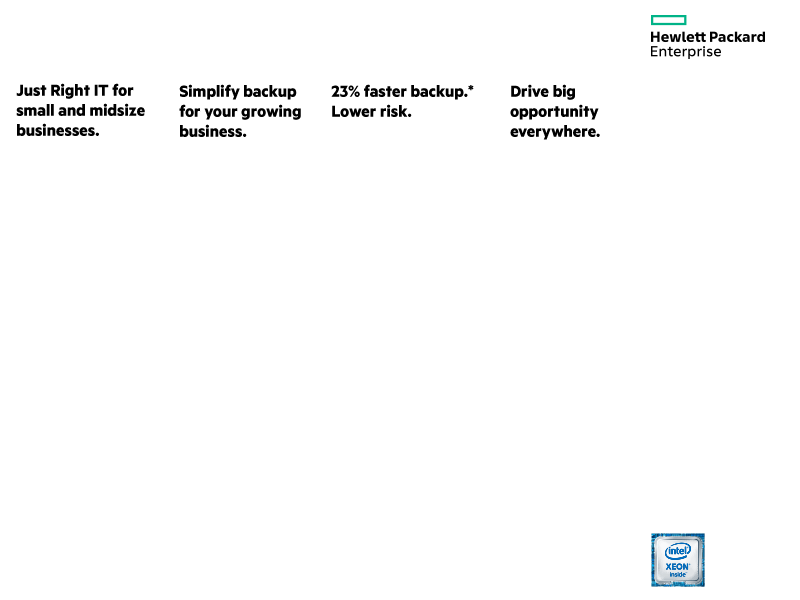 Hewlett Packard
Enterprise
Just Right IT for
small and midsize
businesses.
Simplify backup
for your growing
business.
23% faster backup.*
Lower risk.
Drive big
opportunity
everywhere.
intel
XEON®
inside™